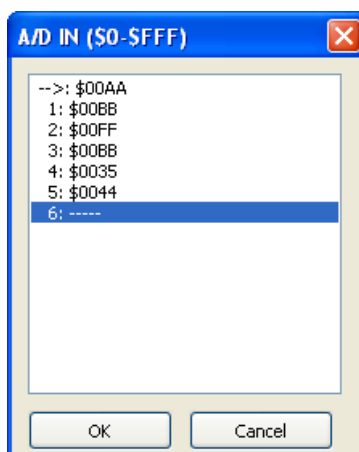 A/D IN ($0-$FFF)
-->: $00AA
1: $00BB
2: $00FF
3: $00BB
4: $0035
5: $0044
6: -----
OK
Cancel